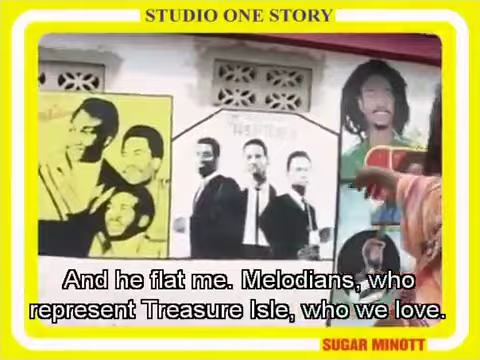 STUDIO ONE STORY
And he flat me. Melodians, who
represent Treasure Isle, who we love.
SUGAR MINOTT